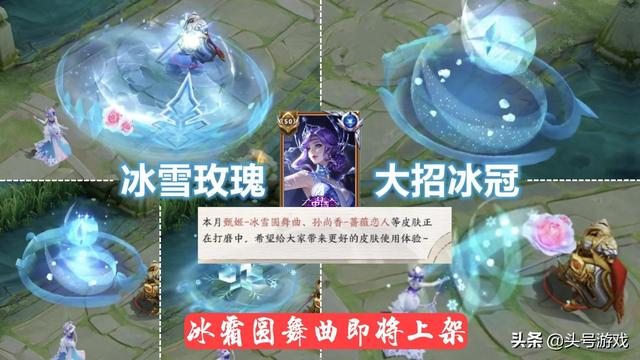 50
冰雪玫瑰
大招冰冠
史诗
本月甄姬-冰雪圆舞曲、孙尚香-蔷薇恋人等皮肤正
在打磨中，希望给大家带来更好的皮肤使用体验~
冰霜圆舞曲即将上架
头条 @头号游戏